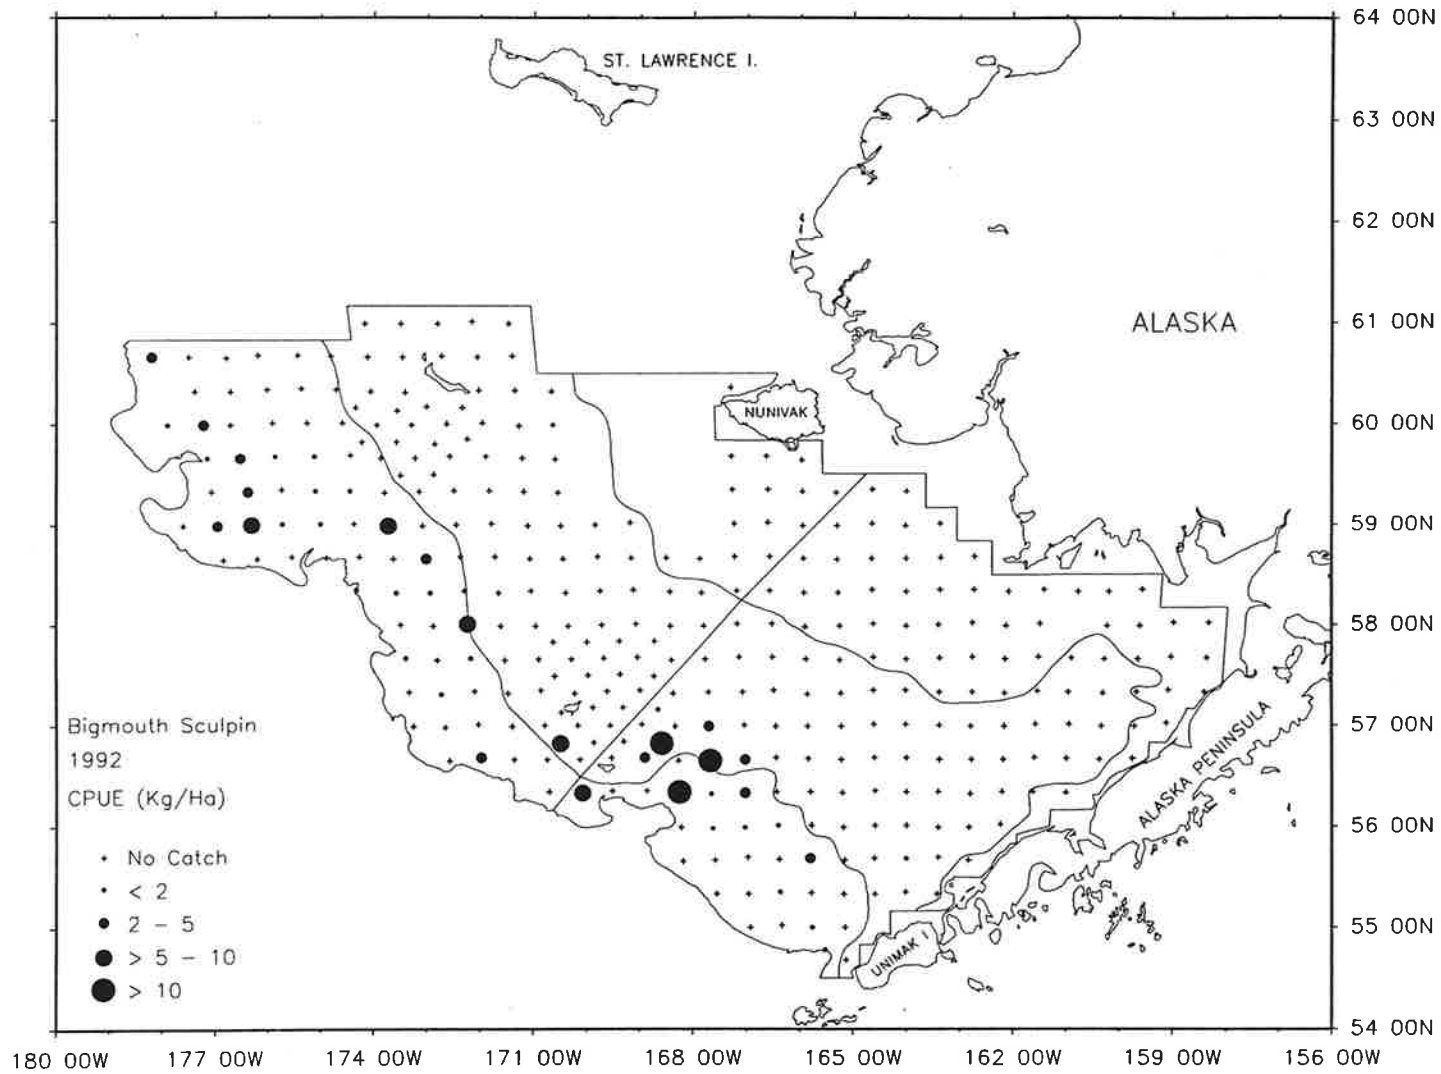 64 00N
ST. LAWRENCE I.
63 00N
62 00N
ALASKA
61 00N
NUNIVAK
60 00N
59 00N
58 00N
57 00N
Bigmouth Sculpin
1992
CPUE (Kg/Ha)
ALASKA PENINSULA
56 00N
No Catch
< 2
2 – 5
> 5 – 10
> 10
55 00N
UNIMAK I
54 00N
180 00W
177 00W
174 00W
171 00W
168 00W
165 00W
162 00W
159 00W
156 00W